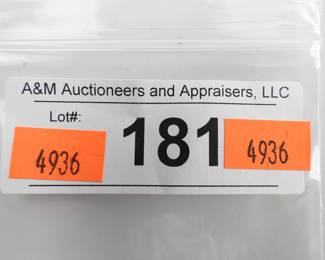 A&M Auctioneers and Appraisers, LLC
Lot#:
181
4936
4936